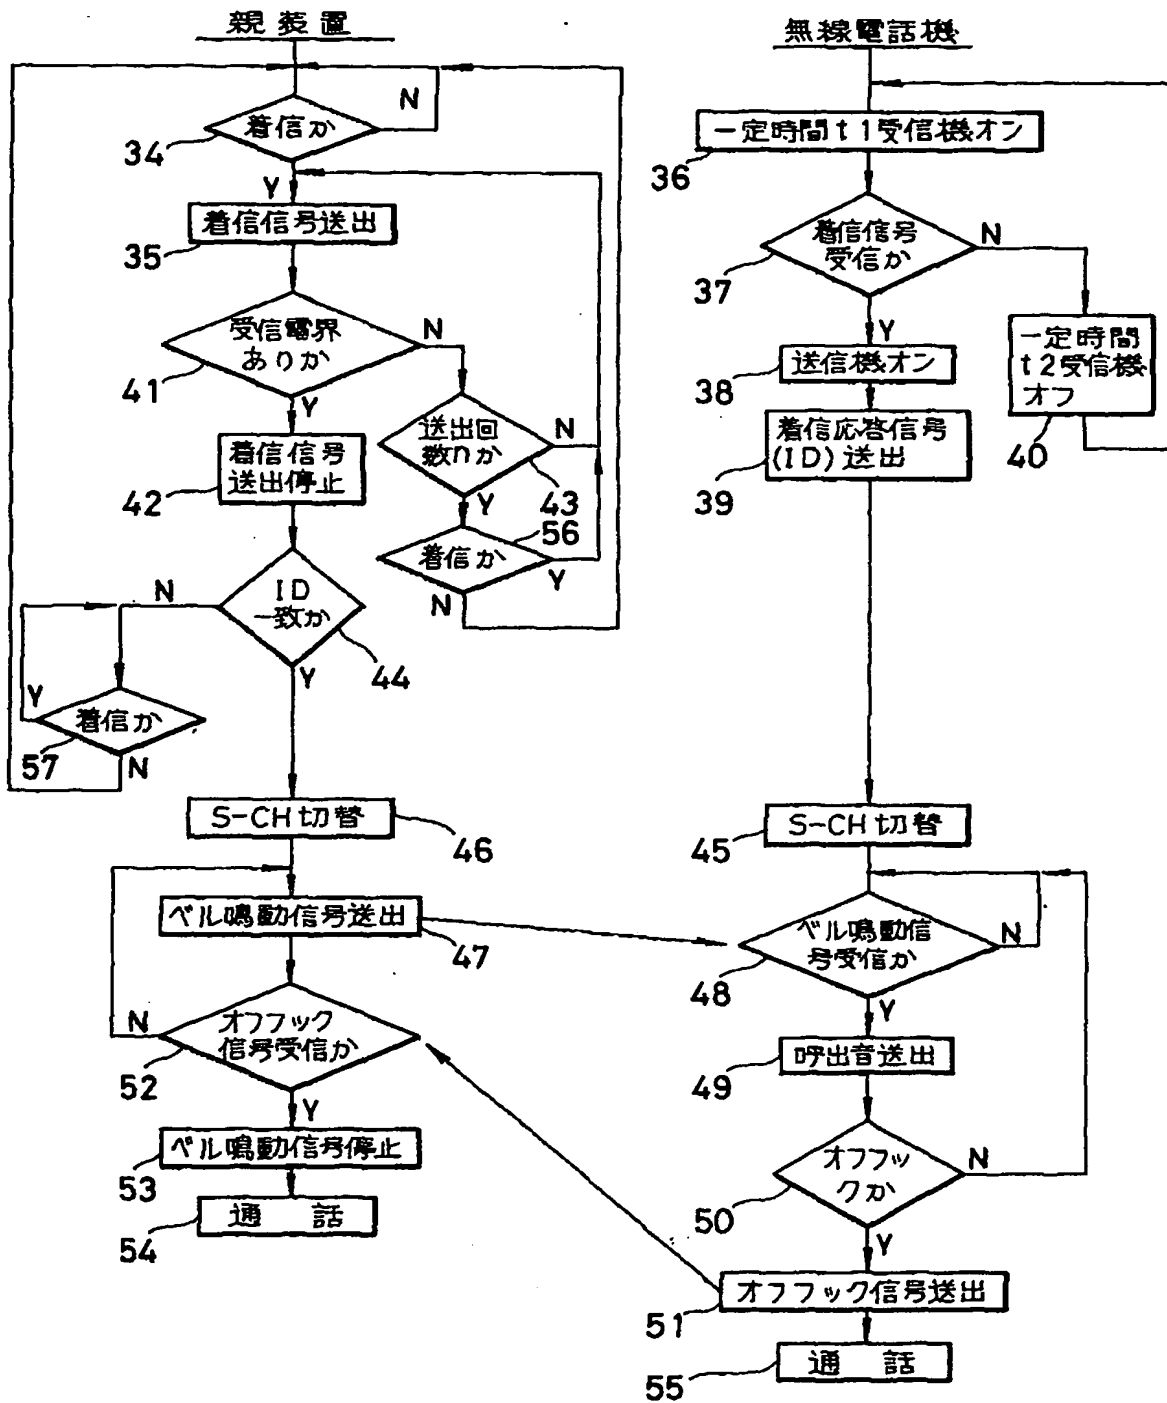 親装置
着信か
N
34
Y
着信信号送出
35
受信電界
ありか
N
41
Y
着信信号
送出停止
42
送出回
数nか
N
43
Y
着信か
56
Y
N
ID
一致か
N
44
Y
着信か
Y
57
N
S-CH切替
46
ベル鳴動信号送出
47
オフフック
信号受信か
N
52
Y
ベル鳴動信号停止
53
通 話
54
無線電話機
一定時間t1受信機オン
36
着信信号
受信か
N
37
Y
送信機オン
38
一定時間
t2受信機
オフ
40
着信応答信号
(ID)送出
39
S-CH切替
45
ベル鳴動信
号受信か
N
48
Y
呼出音送出
49
オフフッ
クか
N
50
Y
オフフック信号送出
51
通 話
55